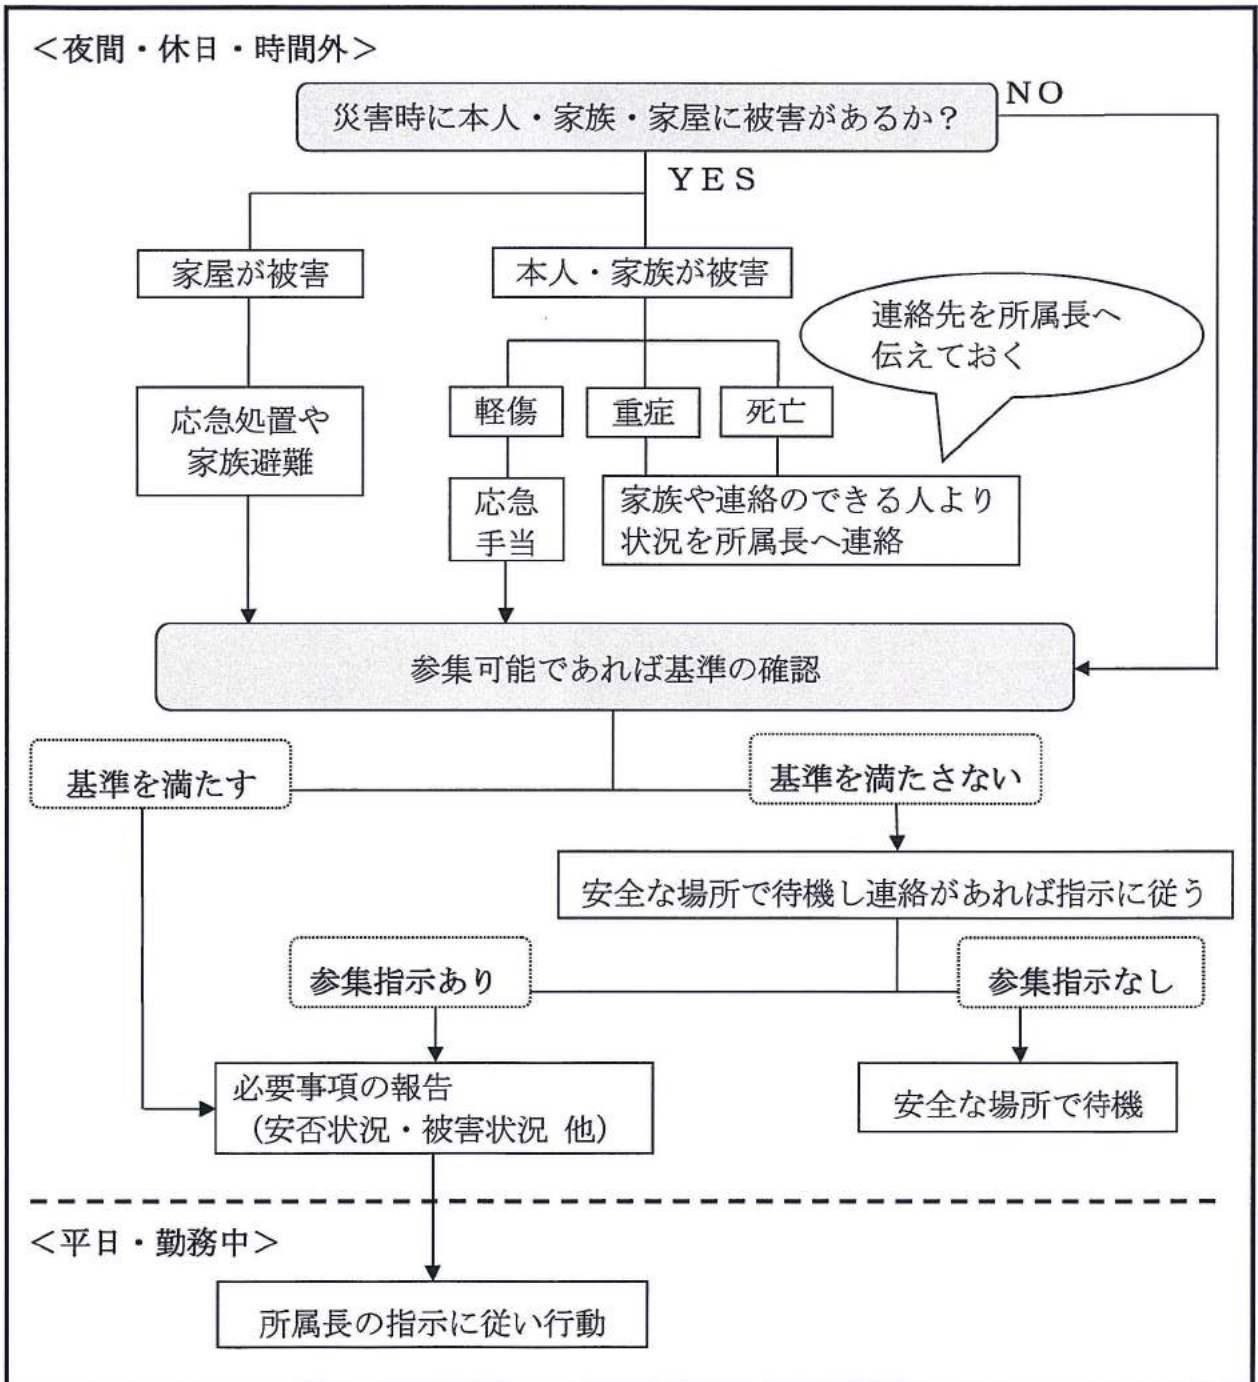 ＜夜間・休日・時間外＞
災害時に本人・家族・家屋に被害があるか？
ＮＯ
ＹＥＳ
家屋が被害
本人・家族が被害
連絡先を所属長へ
伝えておく
応急処置や
家族避難
軽傷
重症
死亡
応急
手当
家族や連絡のできる人より
状況を所属長へ連絡
参集可能であれば基準の確認
基準を満たす
基準を満たさない
安全な場所で待機し連絡があれば指示に従う
参集指示あり
参集指示なし
必要事項の報告
（安否状況・被害状況 他）
安全な場所で待機
＜平日・勤務中＞
所属長の指示に従い行動